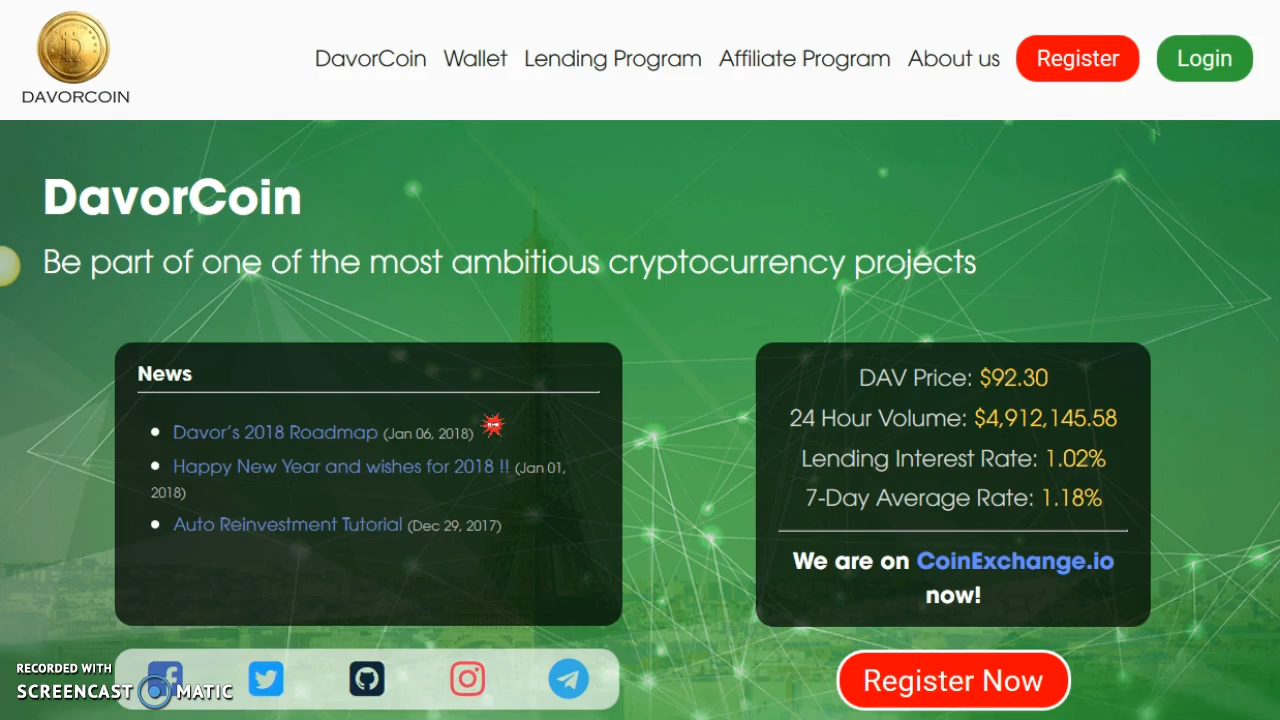 DAVORCOIN
DavorCoin Wallet Lending Program Affiliate Program About us Register Login
DavorCoin
Be part of one of the most ambitious cryptocurrency projects
News
Davor's 2018 Roadmap (Jan 06, 2018)
Happy New Year and wishes for 2018 !! (Jan 01,
2018)
Auto Reinvestment Tutorial (Dec 29, 2017)
DAV Price: $92.30
24 Hour Volume: $4,912,145.58
Lending Interest Rate: 1.02%
7-Day Average Rate: 1.18%
We are on CoinExchange.io
now!
Register Now
RECORDED WITH
SCREENCAST MATIC